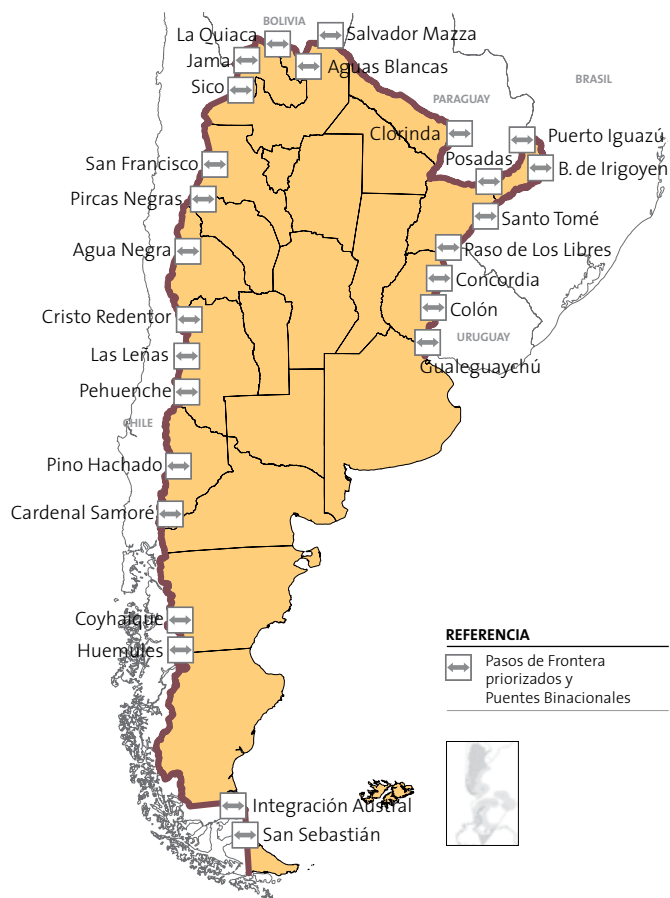 BOLIVIA
La Quiaca
Salvador Mazza
Jama
Aguas Blancas
Sico
BRASIL
PARAGUAY
Clorinda
Puerto Iguazú
Posadas
B. de Irigoyen
San Francisco
Pircas Negras
Santo Tomé
Agua Negra
Paso de Los Libres
Concordia
Colón
Cristo Redentor
URUGUAY
Las Leñas
Gualeguaychú
Pehuenche
CHILE
Pino Hachado
Cardenal Samoré
Coyhaique
Huemules
REFERENCIA
Pasos de Frontera
priorizados y
Puentes Binacionales
Integración Austral
San Sebastián